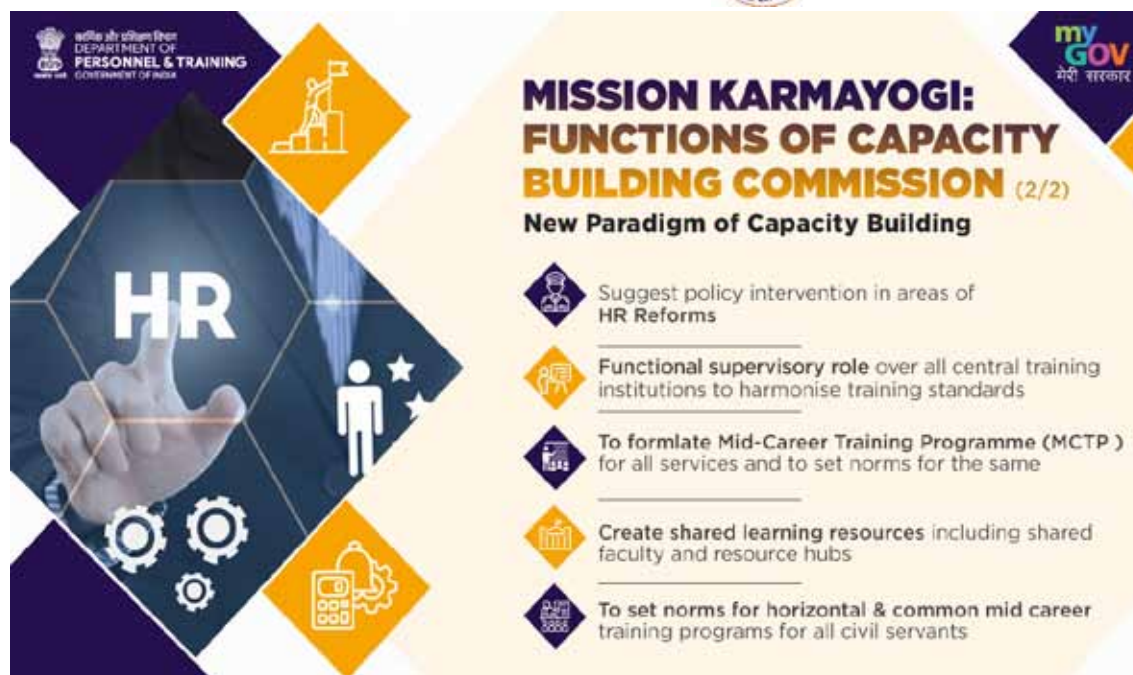 कार्मिक और प्रशिक्षण विभाग
DEPARTMENT OF
PERSONNEL & TRAINING
GOVERNMENT OF INDIA
my
GOV
मेरी सरकार
MISSION KARMAYOGI:
FUNCTIONS OF CAPACITY
BUILDING COMMISSION (2/2)
New Paradigm of Capacity Building
HR
Suggest policy intervention in areas of
HR Reforms
Functional supervisory role over all central training
institutions to harmonise training standards
To formlate Mid-Career Training Programme (MCTP )
for all services and to set norms for the same
Create shared learning resources including shared
faculty and resource hubs
To set norms for horizontal & common mid career
training programs for all civil servants